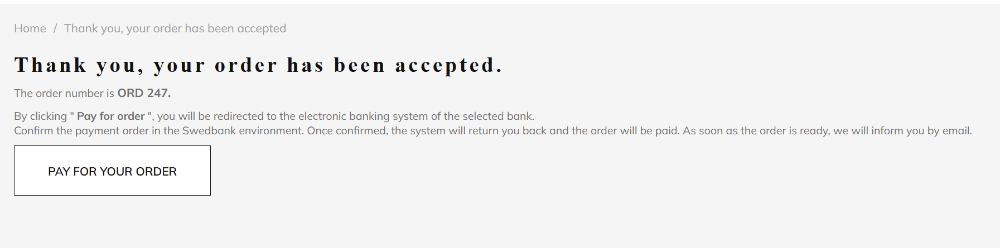 Home / Thank you, your order has been accepted
Thank you, your order has been accepted.
The order number is ORD 247.
By clicking " Pay for order ", you will be redirected to the electronic banking system of the selected bank.
Confirm the payment order in the Swedbank environment. Once confirmed, the system will return you back and the order will be paid. As soon as the order is ready, we will inform you by email.
PAY FOR YOUR ORDER